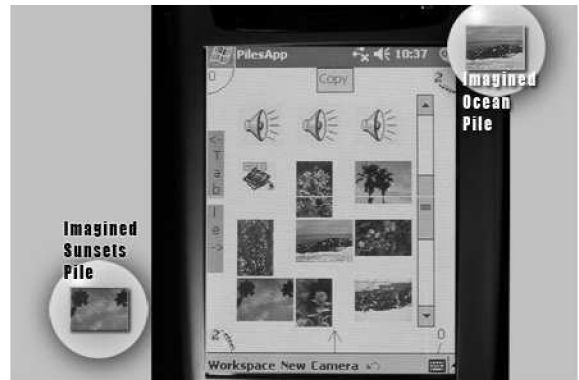 PilesApp
10:37
0
Copy
2
Imagined
Ocean
Pile
<-
T
a
b
l
e
->
Imagined
Sunsets
Pile
2
0
Workspace New Camera